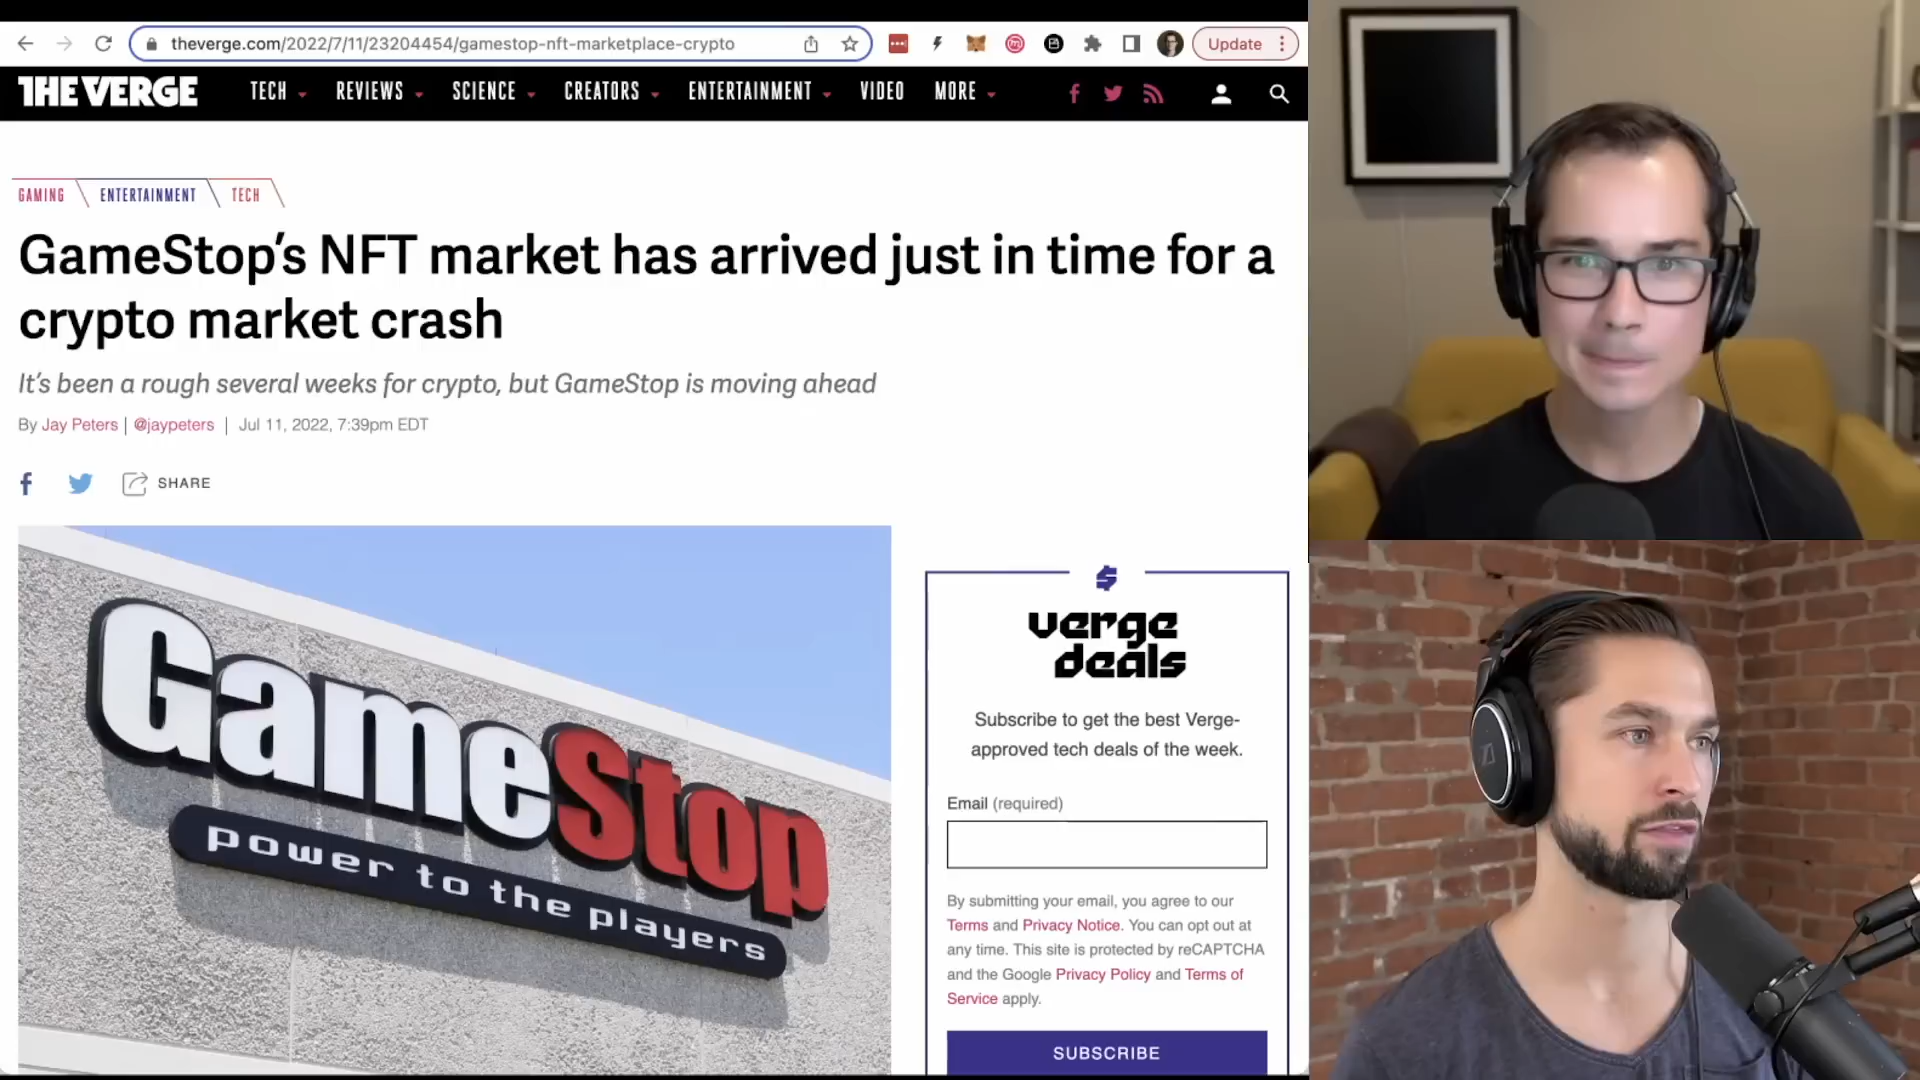 theverge.com/2022/7/11/23204454/gamestop-nft-marketplace-crypto
Update
THE VERGE
TECH REVIEWS SCIENCE CREATORS ENTERTAINMENT VIDEO MORE
GAMING ENTERTAINMENT TECH
GameStop's NFT market has arrived just in time for a
crypto market crash
It's been a rough several weeks for crypto, but GameStop is moving ahead
By Jay Peters | @jaypeters | Jul 11, 2022, 7:39pm EDT
SHARE
GameStop
power to the players
verge
deals
Subscribe to get the best Verge-
approved tech deals of the week.
Email (required)
By submitting your email, you agree to our
Terms and Privacy Notice. You can opt out at
any time. This site is protected by reCAPTCHA
and the Google Privacy Policy and Terms of
Service apply.
SUBSCRIBE